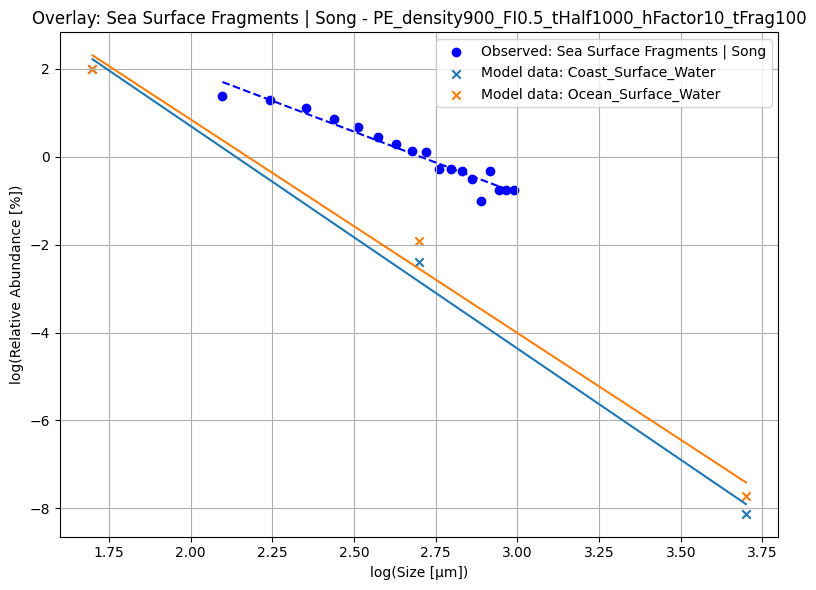 Overlay: Sea Surface Fragments | Song - PE_density900_FI0.5_tHalf1000_hFactor10_tFrag100
Observed: Sea Surface Fragments | Song
Model data: Coast_Surface_Water
Model data: Ocean_Surface_Water
log(Relative Abundance [%])
2
0
−2
−4
−6
−8
1.75 2.00 2.25 2.50 2.75 3.00 3.25 3.50 3.75
log(Size [μm])